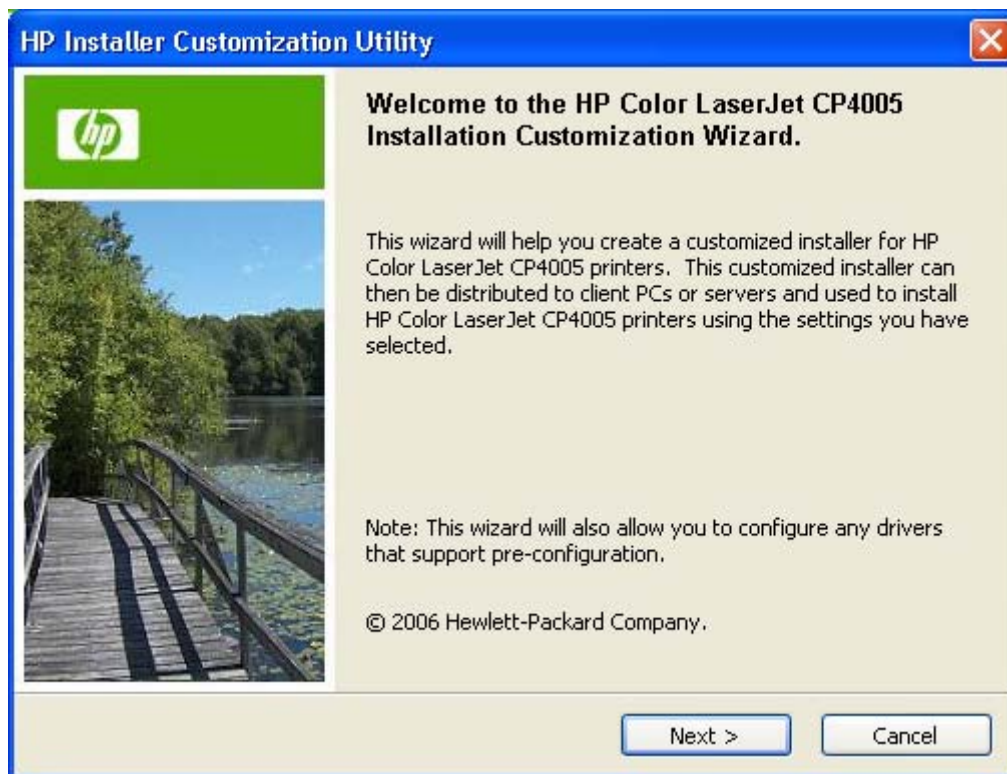 HP Installer Customization Utility
hp
Welcome to the HP Color LaserJet CP4005
Installation Customization Wizard.
This wizard will help you create a customized installer for HP
Color LaserJet CP4005 printers.  This customized installer can
then be distributed to client PCs or servers and used to install
HP Color LaserJet CP4005 printers using the settings you have
selected.
Note: This wizard will also allow you to configure any drivers
that support pre-configuration.
© 2006 Hewlett-Packard Company.
Next >
Cancel